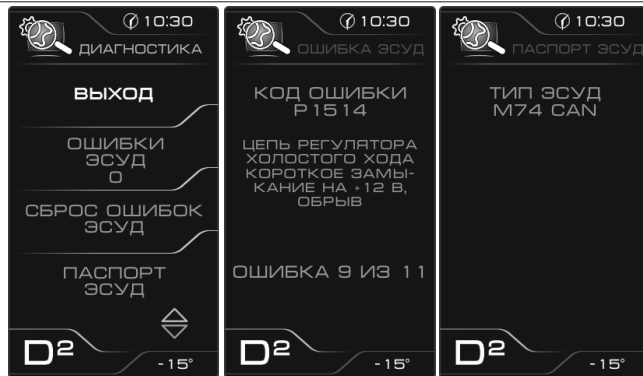 10:30
ДИАГНОСТИКА
ВЫХОД
ОШИБКИ
ЭСУД
0
СБРОС ОШИБОК
ЭСУД
ПАСПОРТ
ЭСУД
D2
-15°
10:30
ОШИБКА ЭСУД
КОД ОШИБКИ
P1514
ЦЕПЬ РЕГУЛЯТОРА
ХОЛОСТОГО ХОДА
КОРОТКОЕ ЗАМЫ-
КАНИЕ НА +12 В,
ОБРЫВ
ОШИБКА 9 ИЗ 11
D2
-15°
10:30
ПАСПОРТ ЭСУД
ТИП ЭСУД
M74 CAN
D2
-15°